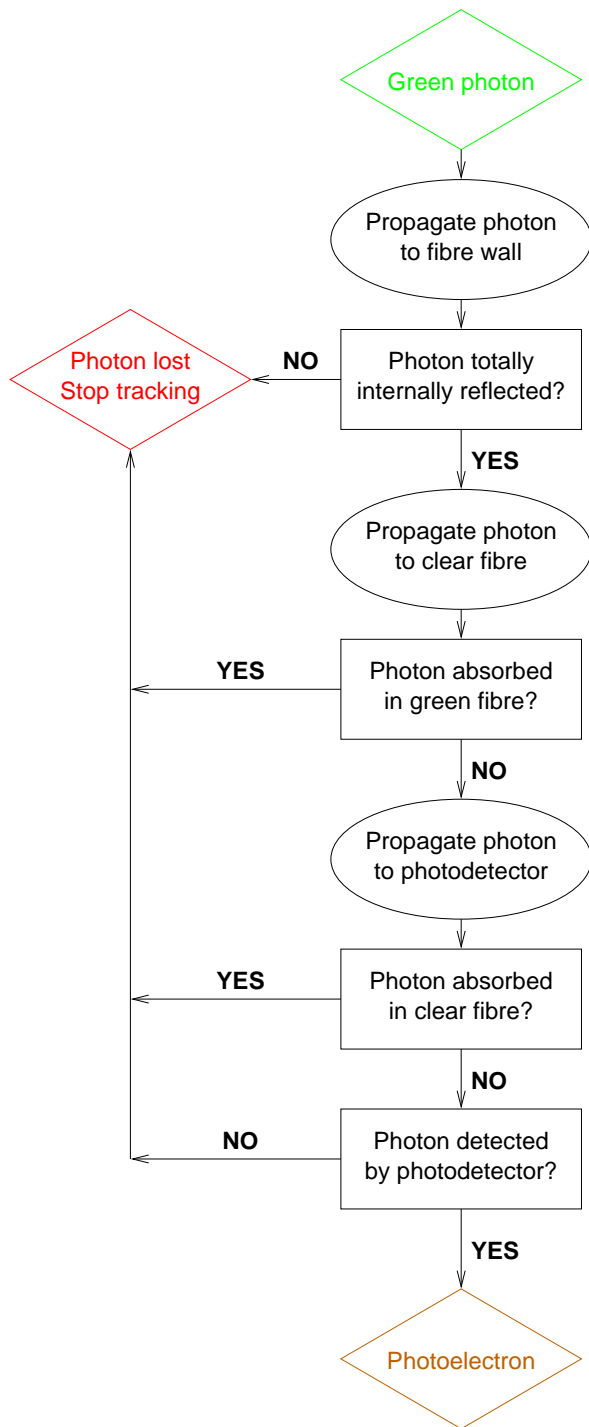 Green photon
Propagate photon
to fibre wall
Photon lost
Stop tracking
NO
Photon totally
internally reflected?
YES
Propagate photon
to clear fibre
YES
Photon absorbed
in green fibre?
NO
Propagate photon
to photodetector
YES
Photon absorbed
in clear fibre?
NO
NO
Photon detected
by photodetector?
YES
Photoelectron